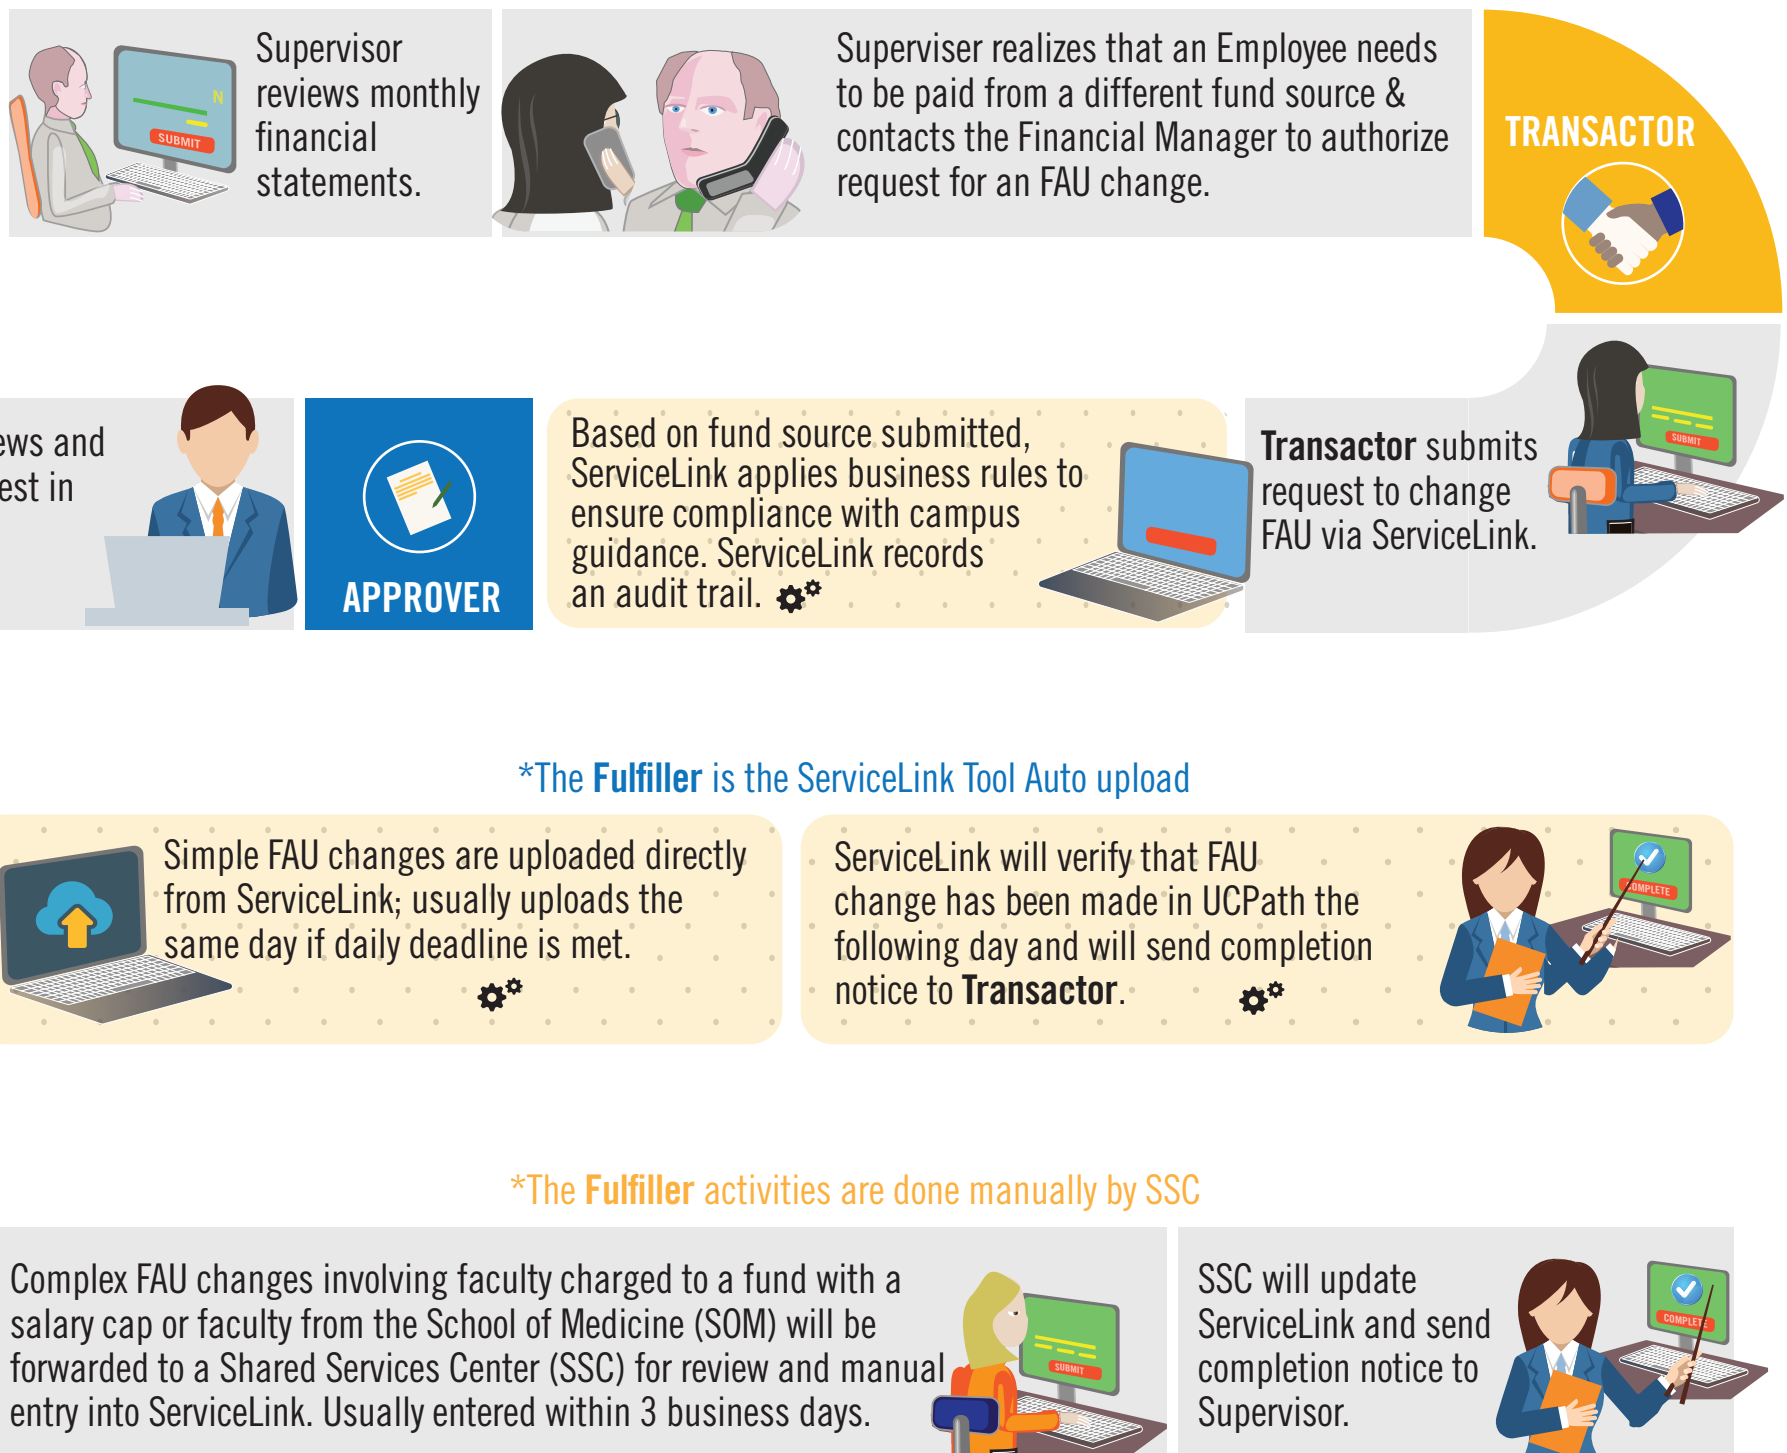 Supervisor
reviews monthly
financial
statements.
N
SUBMIT
Superviser realizes that an Employee needs
to be paid from a different fund source &
contacts the Financial Manager to authorize
request for an FAU change.
TRANSACTOR
ews and
est in
APPROVER
Based on fund source submitted,
ServiceLink applies business rules to
ensure compliance with campus
guidance. ServiceLink records
an audit trail.
Transactor submits
request to change
FAU via ServiceLink.
SUBMIT
*The Fulfiller is the ServiceLink Tool Auto upload
Simple FAU changes are uploaded directly
from ServiceLink; usually uploads the
same day if daily deadline is met.
ServiceLink will verify that FAU
change has been made in UCPath the
following day and will send completion
notice to Transactor.
COMPLETE
*The Fulfiller activities are done manually by SSC
Complex FAU changes involving faculty charged to a fund with a
salary cap or faculty from the School of Medicine (SOM) will be
forwarded to a Shared Services Center (SSC) for review and manual
entry into ServiceLink. Usually entered within 3 business days.
SUBMIT
SSC will update
ServiceLink and send
completion notice to
Supervisor.
COMPLETE